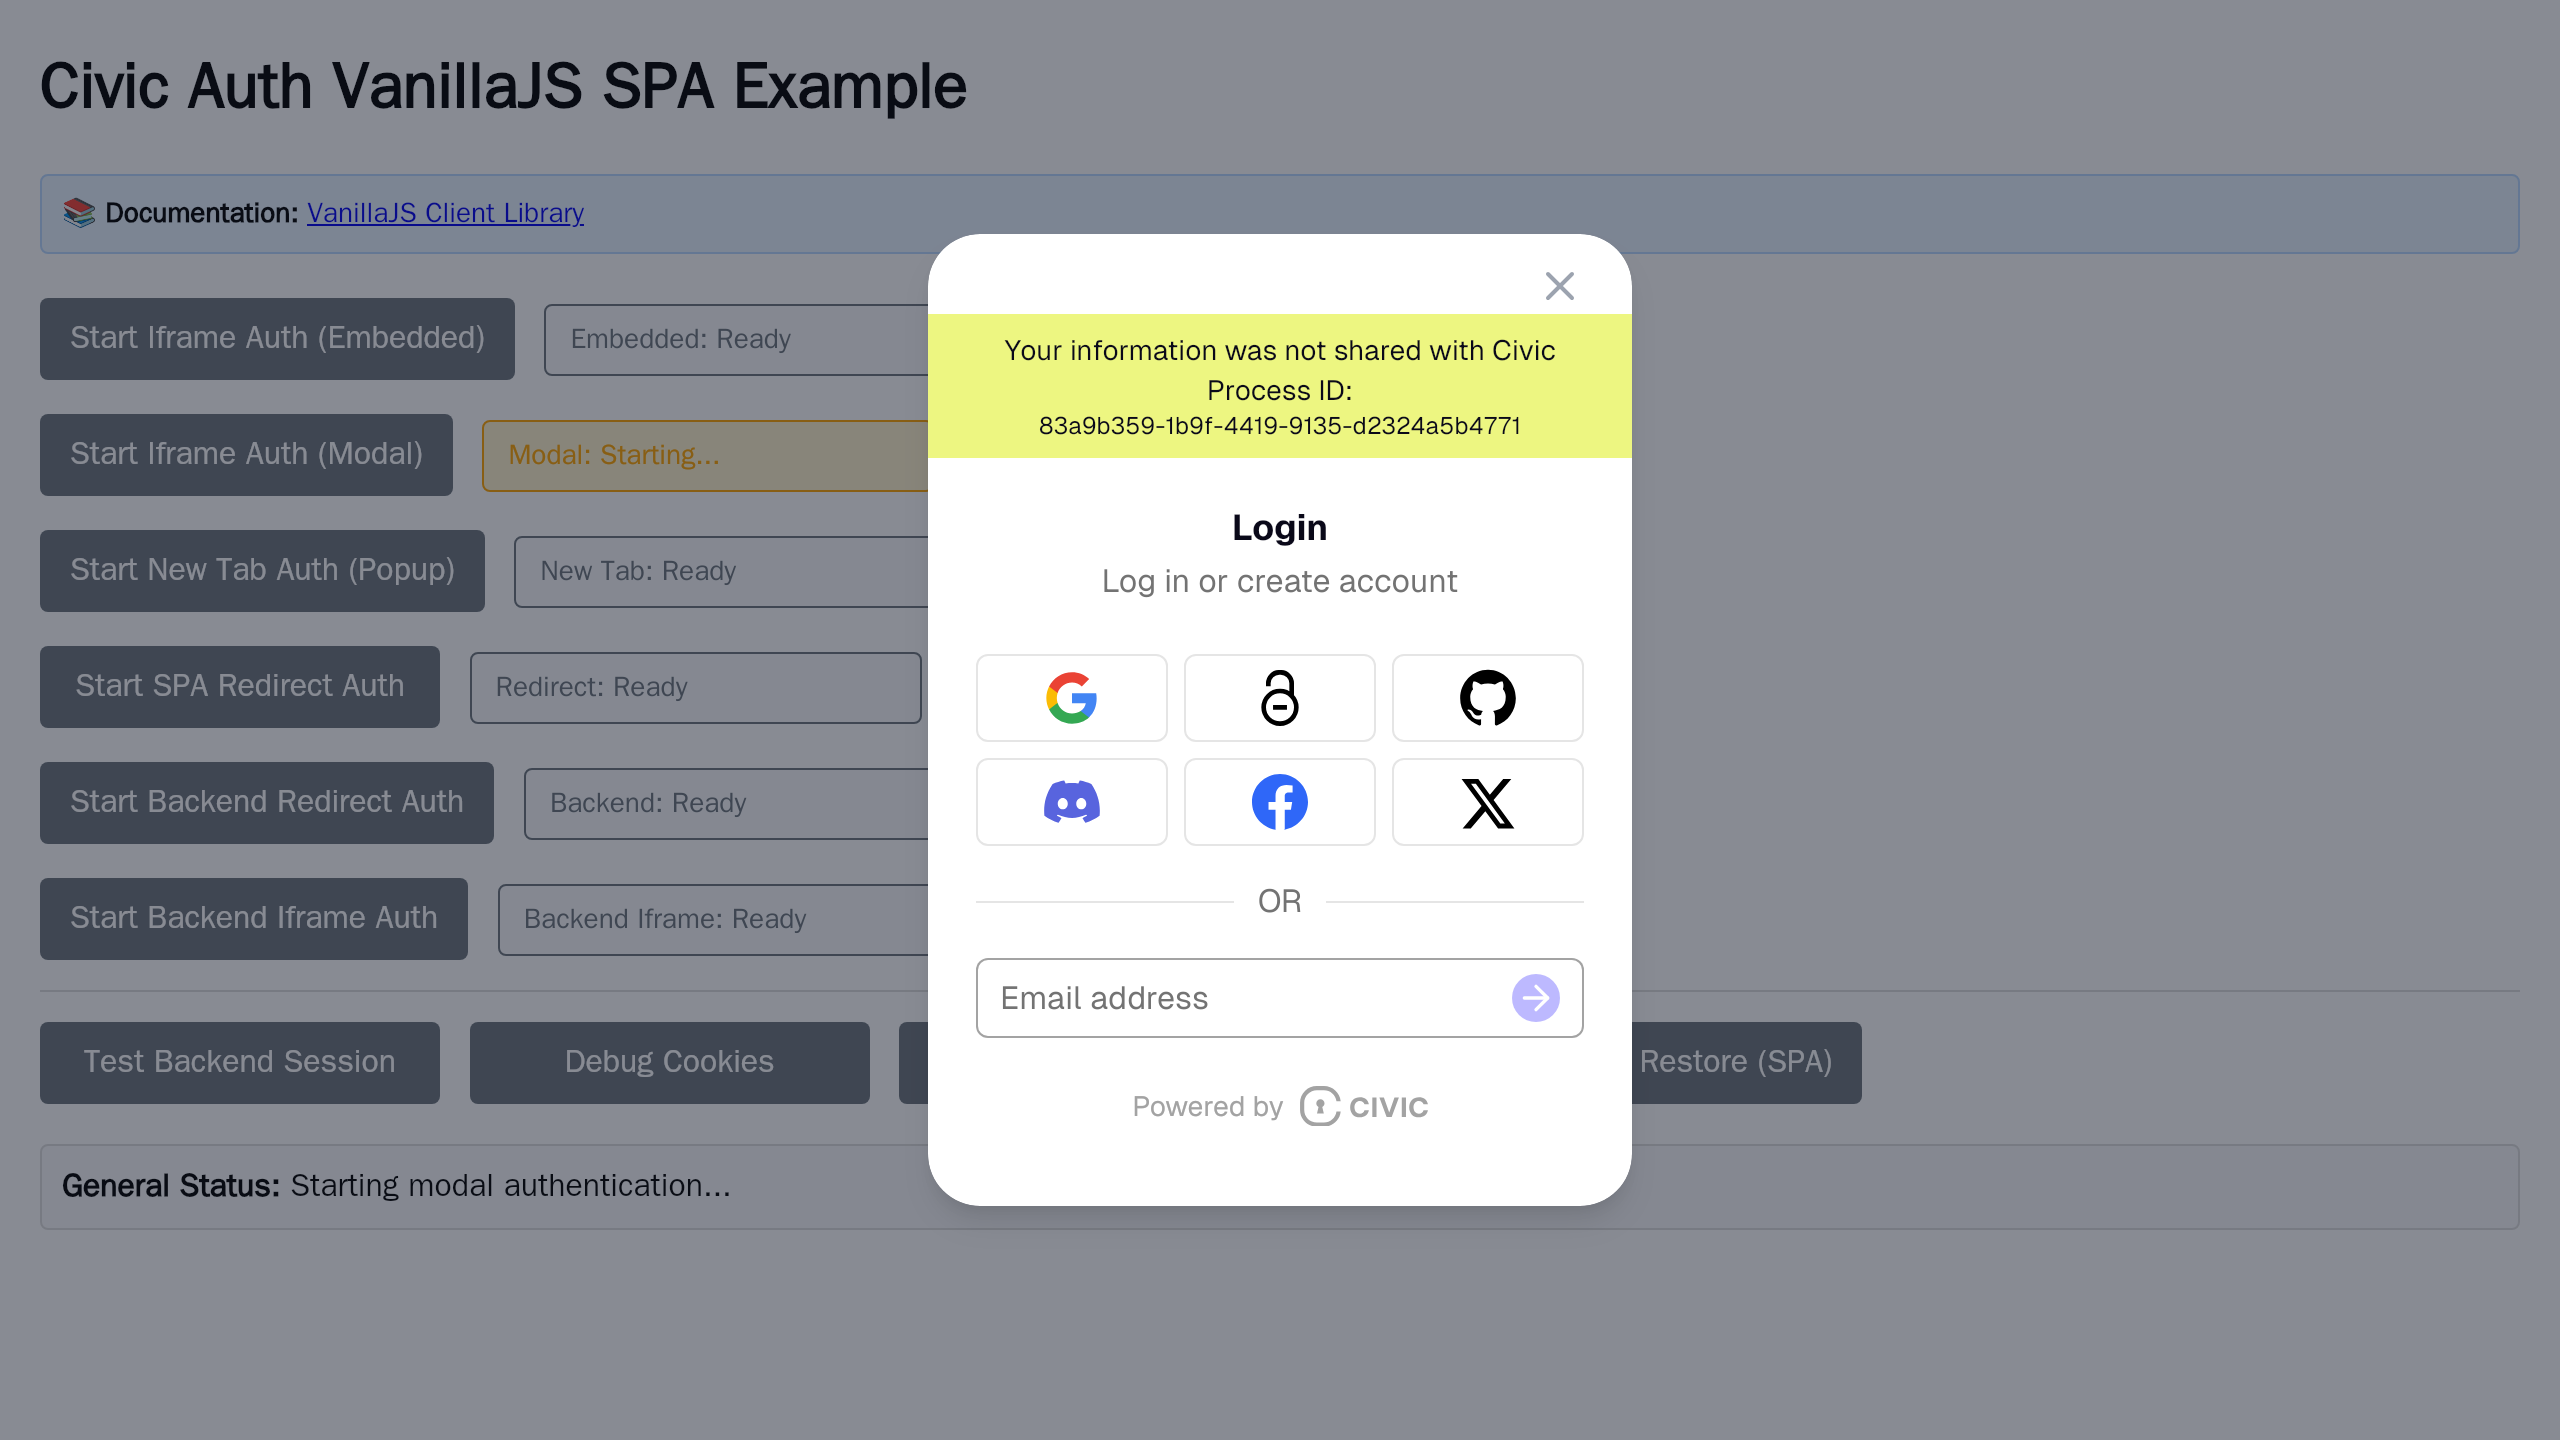 Civic Auth VanillaJS SPA Example
📚 Documentation: VanillaJS Client Library
Start Iframe Auth (Embedded)
Embedded: Ready
Start Iframe Auth (Modal)
Modal: Starting...
Start New Tab Auth (Popup)
New Tab: Ready
Start SPA Redirect Auth
Redirect: Ready
Start Backend Redirect Auth
Backend: Ready
Start Backend Iframe Auth
Backend Iframe: Ready
Test Backend Session
Debug Cookies
Restore (SPA)
General Status: Starting modal authentication...
Your information was not shared with Civic
Process ID:
83a9b359-1b9f-4419-9135-d2324a5b4771
Login
Log in or create account
OR
Email address
Powered by CIVIC